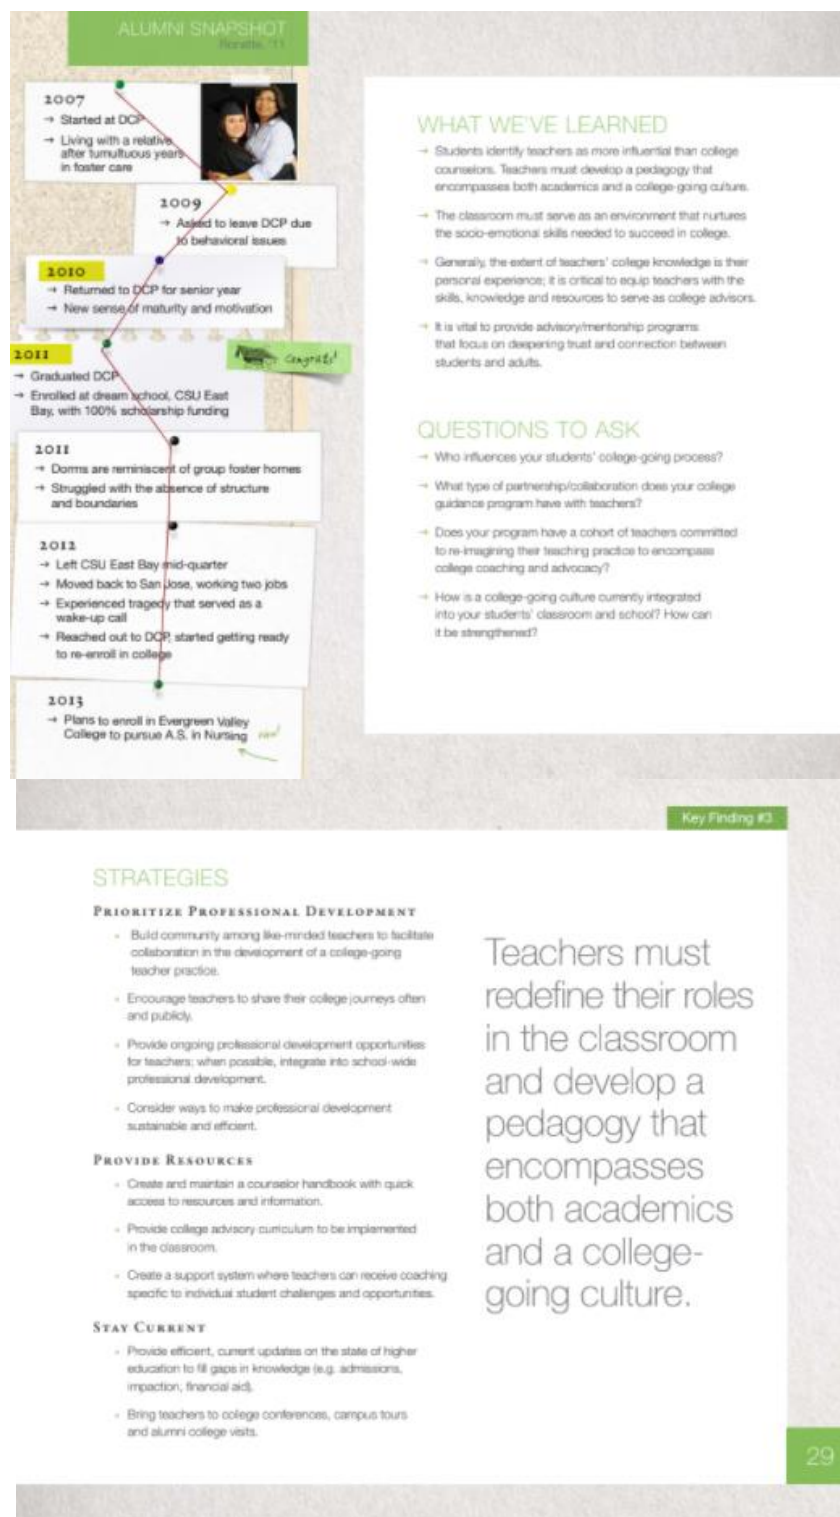 ALUMNI SNAPSHOT
'11
2007
→ Started at DCP
→ Living with a relative
after tumultuous years
in foster care
2009
→ Asked to leave DCP due
to behavioral issues
2010
→ Returned to DCP for senior year
→ New sense of maturity and motivation
2011
congrats!
→ Graduated DCP
→ Enrolled at dream school, CSU East
Bay, with 100% scholarship funding
2011
→ Dorms are reminiscent of group foster homes
→ Struggled with the absence of structure
and boundaries
2012
→ Left CSU East Bay mid-quarter
→ Moved back to San Jose, working two jobs
→ Experienced tragedy that served as a
wake-up call
→ Reached out to DCP, started getting ready
to re-enroll in college
2013
→ Plans to enroll in Evergreen Valley
College to pursue A.S. in Nursing
WHAT WE'VE LEARNED
→ Students identify teachers as more influential than college
counselors. Teachers must develop a pedagogy that
encompasses both academics and a college-going culture.
→ The classroom must serve as an environment that nurtures
the socio-emotional skills needed to succeed in college.
→ Generally, the extent of teachers' college knowledge is their
personal experience; it is critical to equip teachers with the
skills, knowledge and resources to serve as college advisors.
→ It is vital to provide advisory/mentorship programs
that focus on deepening trust and connection between
students and adults.
QUESTIONS TO ASK
→ Who influences your students' college-going process?
→ What type of partnership/collaboration does your college
guidance program have with teachers?
→ Does your program have a cohort of teachers committed
to re-imagining their teaching practice to encompass
college coaching and advocacy?
→ How is a college-going culture currently integrated
into your students' classroom and school? How can
it be strengthened?
Key Finding #3
STRATEGIES
PRIORITIZE PROFESSIONAL DEVELOPMENT
Build community among like-minded teachers to facilitate
collaboration in the development of a college-going
teacher practice.
Encourage teachers to share their college journeys often
and publicly.
Provide ongoing professional development opportunities
for teachers; when possible, integrate into school-wide
professional development.
Consider ways to make professional development
sustainable and efficient.
PROVIDE RESOURCES
Create and maintain a counselor handbook with quick
access to resources and information.
Provide college advisory curriculum to be implemented
in the classroom.
Create a support system where teachers can receive coaching
specific to individual student challenges and opportunities.
STAY CURRENT
Provide efficient, current updates on the state of higher
education to fill gaps in knowledge (e.g. admissions,
impaction, financial aid).
Bring teachers to college conferences, campus tours
and alumni college visits.
Teachers must
redefine their roles
in the classroom
and develop a
pedagogy that
encompasses
both academics
and a college-
going culture.
29